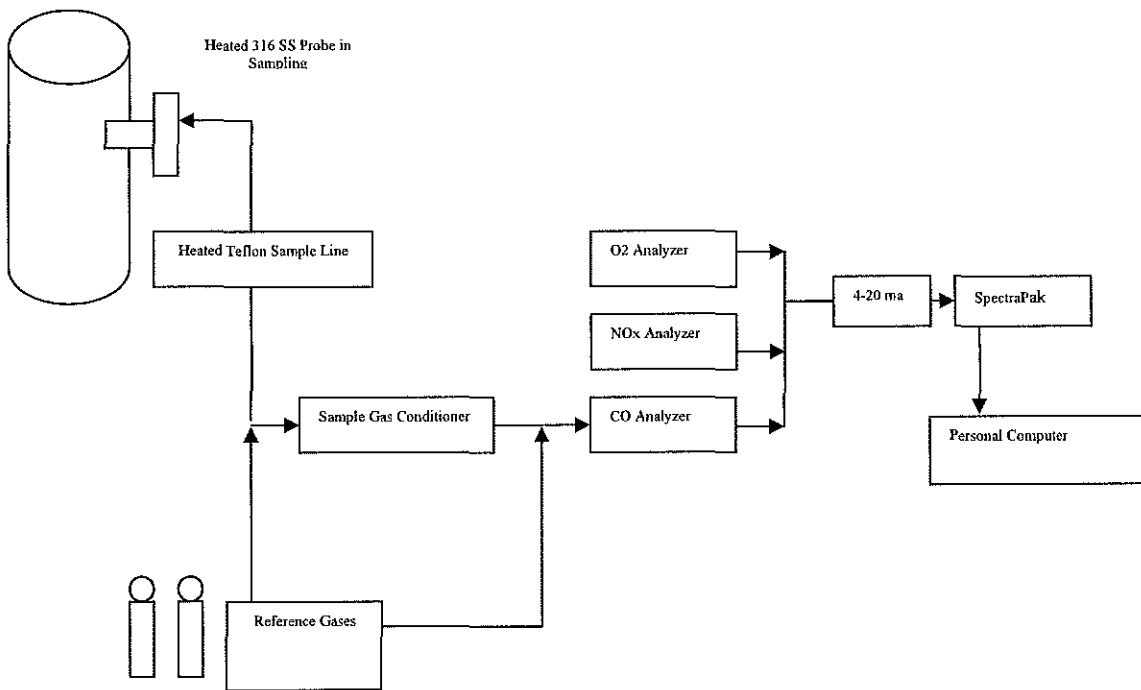 Heated 316 SS Probe in
Sampling
Heated Teflon Sample Line
O2 Analyzer
4-20 ma
SpectraPak
NOx Analyzer
Sample Gas Conditioner
CO Analyzer
Personal Computer
Reference Gases